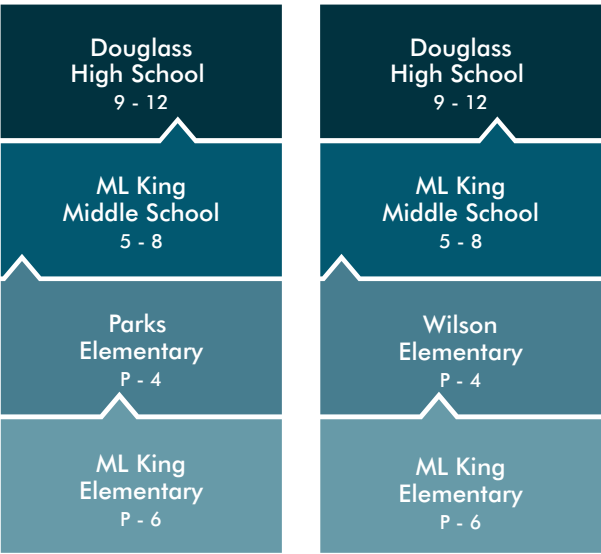 Douglass
High School
9 - 12
ML King
Middle School
5 - 8
Parks
Elementary
P - 4
ML King
Elementary
P - 6
Douglass
High School
9 - 12
ML King
Middle School
5 - 8
Wilson
Elementary
P - 4
ML King
Elementary
P - 6